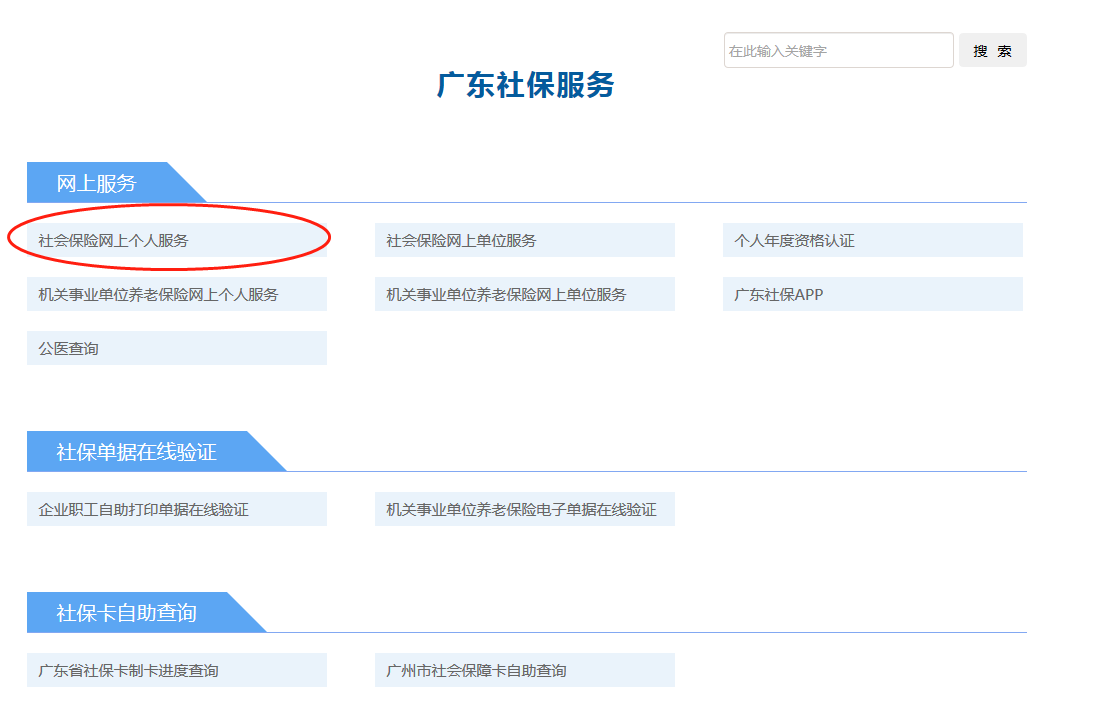 在此输入关键字
搜 索
广东社保服务
网上服务
社会保险网上个人服务
社会保险网上单位服务
个人年度资格认证
机关事业单位养老保险网上个人服务
机关事业单位养老保险网上单位服务
广东社保APP
公医查询
社保单据在线验证
企业职工自助打印单据在线验证
机关事业单位养老保险电子单据在线验证
社保卡自助查询
广东省社保卡制卡进度查询
广州市社会保障卡自助查询